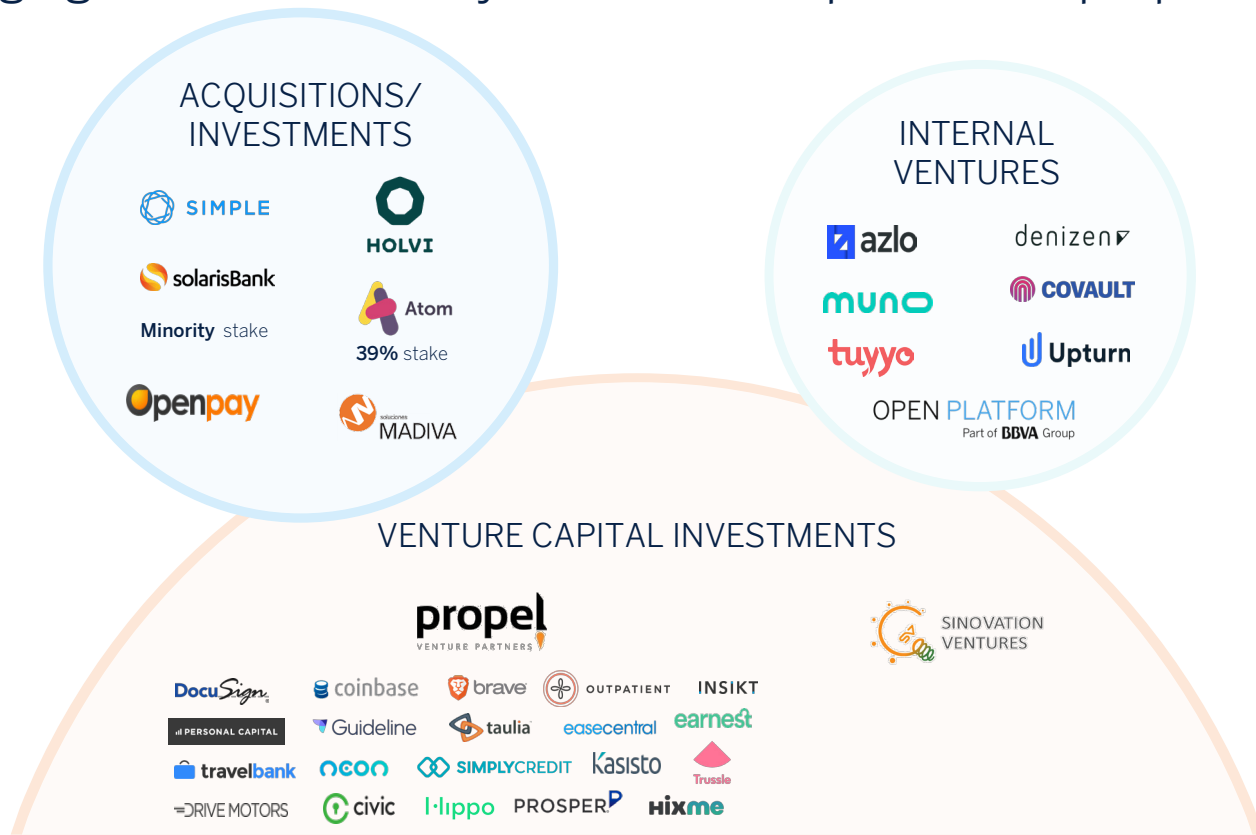 ACQUISITIONS/
INVESTMENTS
SIMPLE
HOLVI
solarisBank
Minority stake
Atom
39% stake
Openpay
soluciones
MADIVA
INTERNAL
VENTURES
azlo
denizen
muno
COVAULT
tuyyo
Upturn
OPEN PLATFORM
Part of BBVA Group
VENTURE CAPITAL INVESTMENTS
propel
VENTURE PARTNERS
SINOVATION
VENTURES
DocuSign coinbase brave OUTPATIENT INSIKT
PERSONAL CAPITAL Guideline taulia easecentral earnest
travelbank neon SIMPLYCREDIT Kasisto Trussle
DRIVE MOTORS civic Hippo PROSPER Hixme